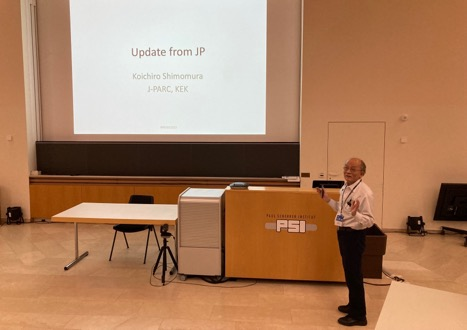 Update from JP
Koichiro Shimomura
J-PARC, KEK
PAUL SCHERRER INSTITUT
PSI